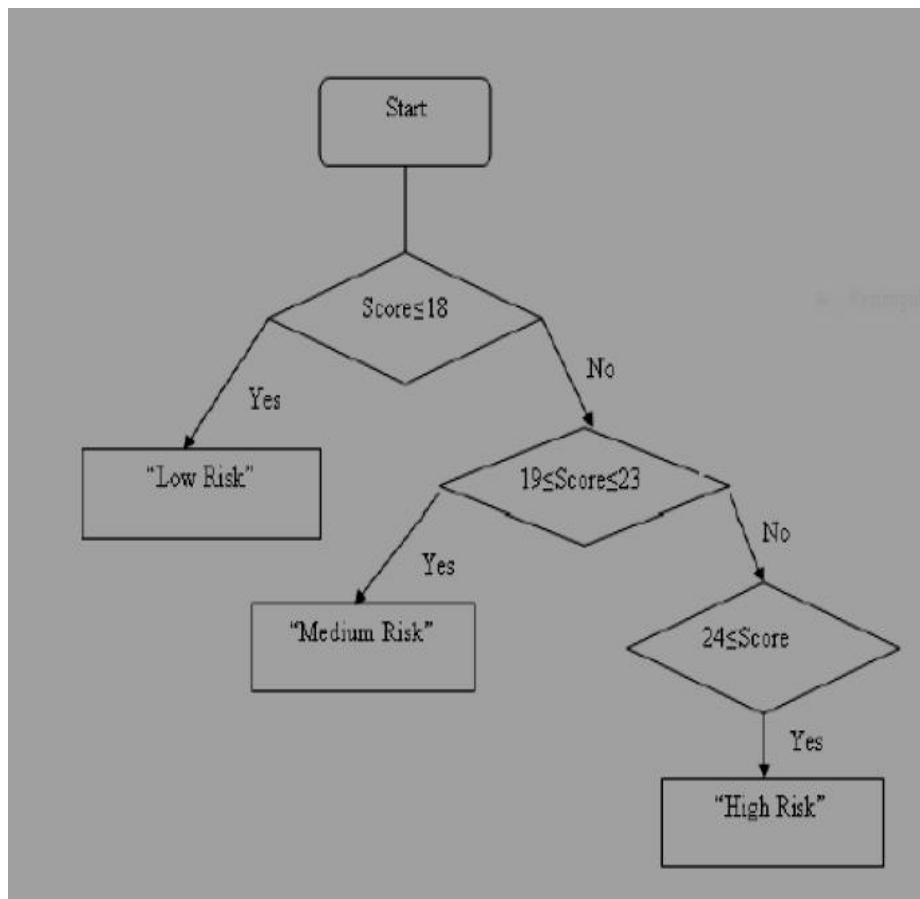 Start
Score≤18
Yes
No
“Low Risk”
19≤Score≤23
Yes
No
“Medium Risk”
24≤Score
Yes
“High Risk”